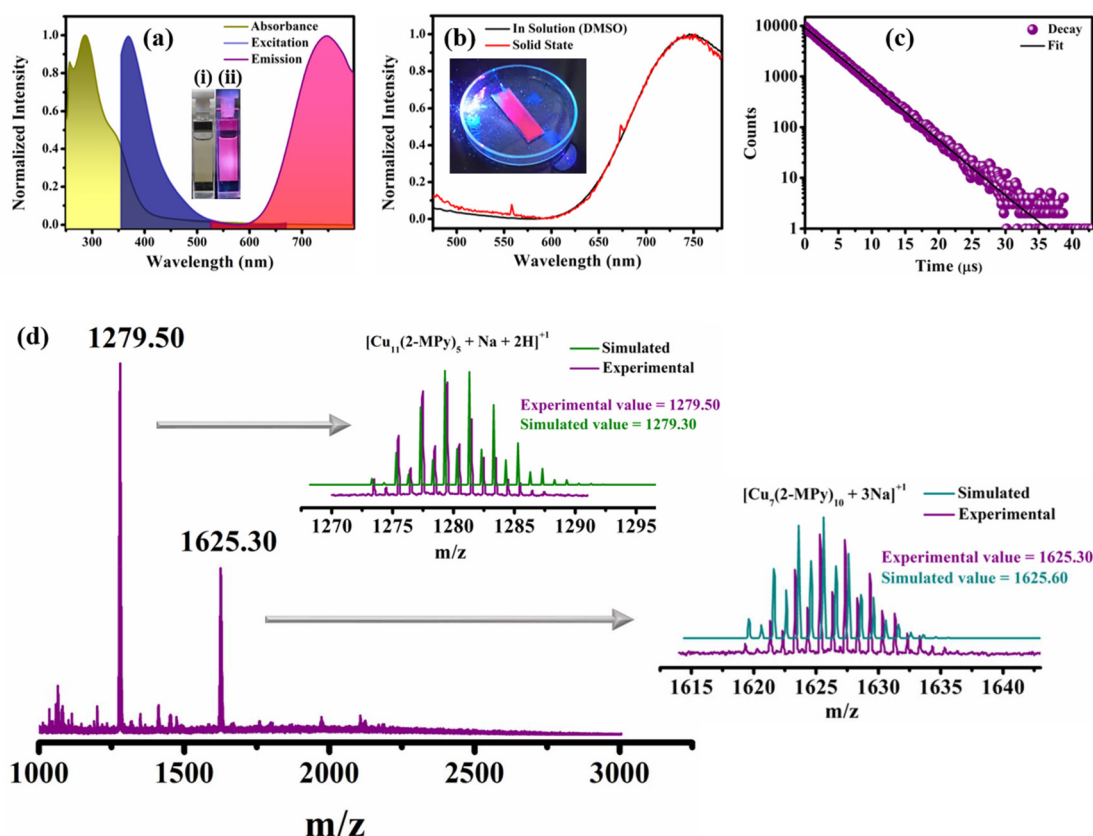 (a)
Absorbance
Excitation
Emission
(i) (ii)
Normalized Intensity
1.0
0.8
0.6
0.4
0.2
0.0
300 400 500 600 700
Wavelength (nm)
(b)
In Solution (DMSO)
Solid State
Normalized Intensity
1.0
0.8
0.6
0.4
0.2
0.0
500 550 600 650 700 750
Wavelength (nm)
(c)
Decay
Fit
Counts
10000
1000
100
10
1
0 5 10 15 20 25 30 35 40
Time (μs)
(d)
1279.50
1625.30
1000 1500 2000 2500 3000
m/z
[Cu₁₁(2-MPy)₅ + Na + 2H]⁺¹
Simulated
Experimental
Experimental value = 1279.50
Simulated value = 1279.30
1270 1275 1280 1285 1290 1295
m/z
[Cu₇(2-MPy)₁₀ + 3Na]⁺¹
Simulated
Experimental
Experimental value = 1625.30
Simulated value = 1625.60
1615 1620 1625 1630 1635 1640
m/z